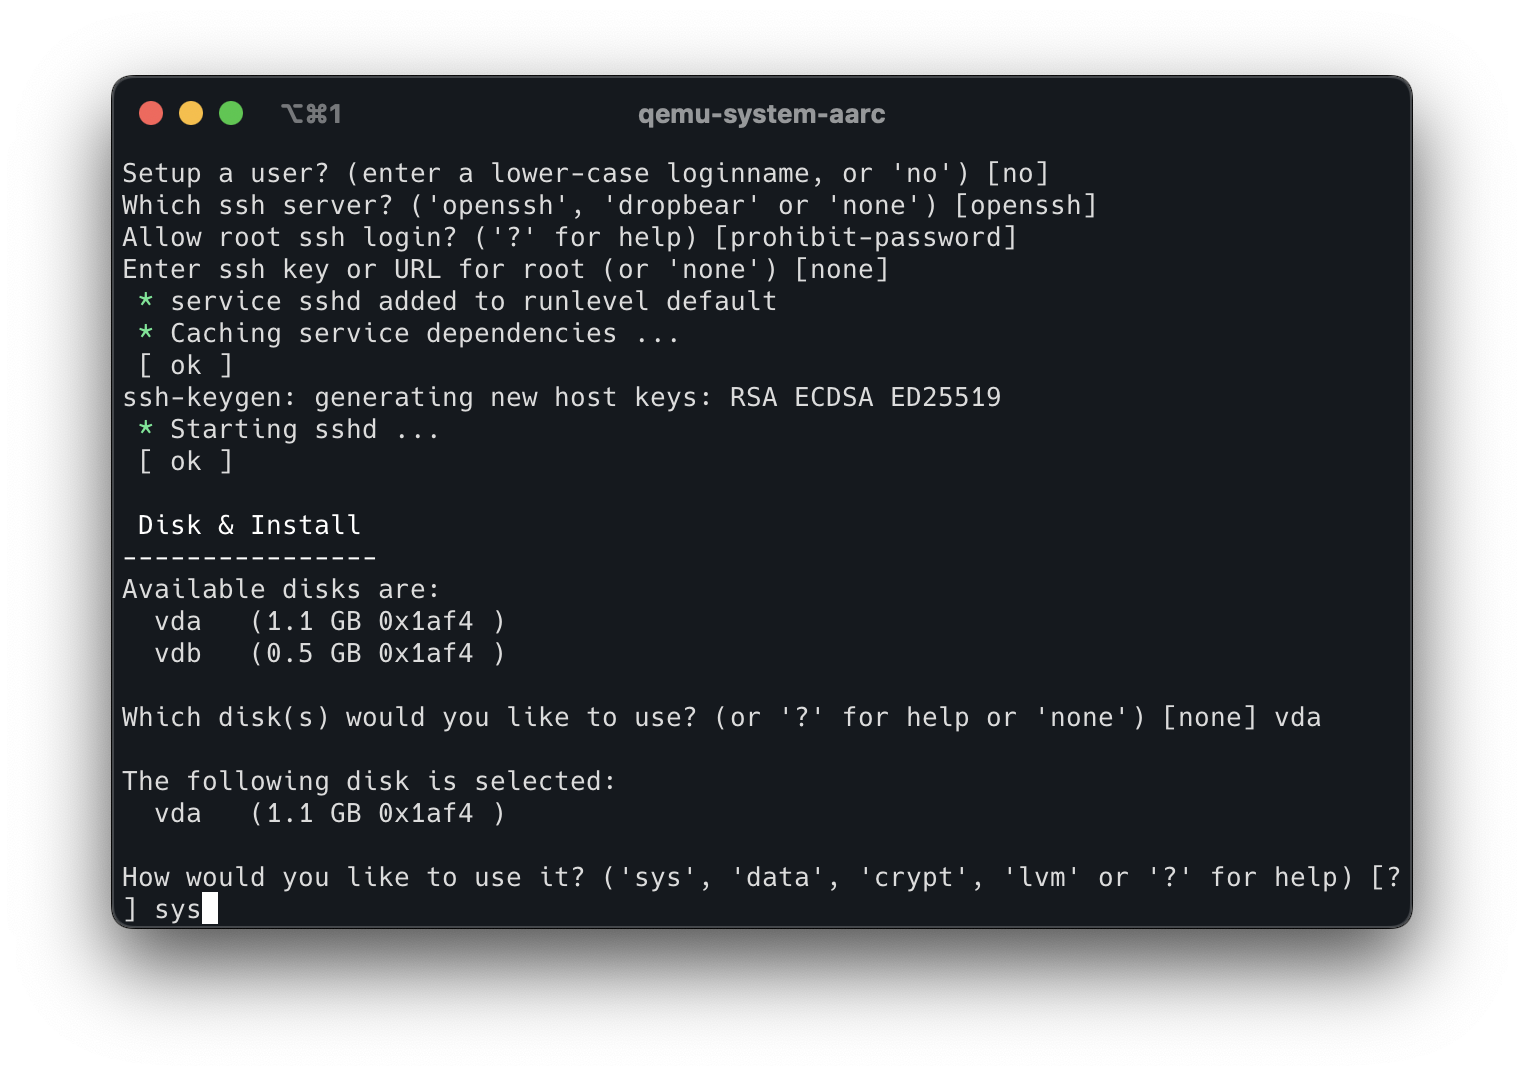 ⌥⌘1 qemu-system-aarc
Setup a user? (enter a lower-case loginname, or 'no') [no]
Which ssh server? ('openssh', 'dropbear' or 'none') [openssh]
Allow root ssh login? ('?' for help) [prohibit-password]
Enter ssh key or URL for root (or 'none') [none]
 * service sshd added to runlevel default
 * Caching service dependencies ...
 [ ok ]
ssh-keygen: generating new host keys: RSA ECDSA ED25519
 * Starting sshd ...
 [ ok ]

 Disk & Install
----------------
Available disks are:
  vda   (1.1 GB 0x1af4 )
  vdb   (0.5 GB 0x1af4 )

Which disk(s) would you like to use? (or '?' for help or 'none') [none] vda

The following disk is selected:
  vda   (1.1 GB 0x1af4 )

How would you like to use it? ('sys', 'data', 'crypt', 'lvm' or '?' for help) [?
] sys